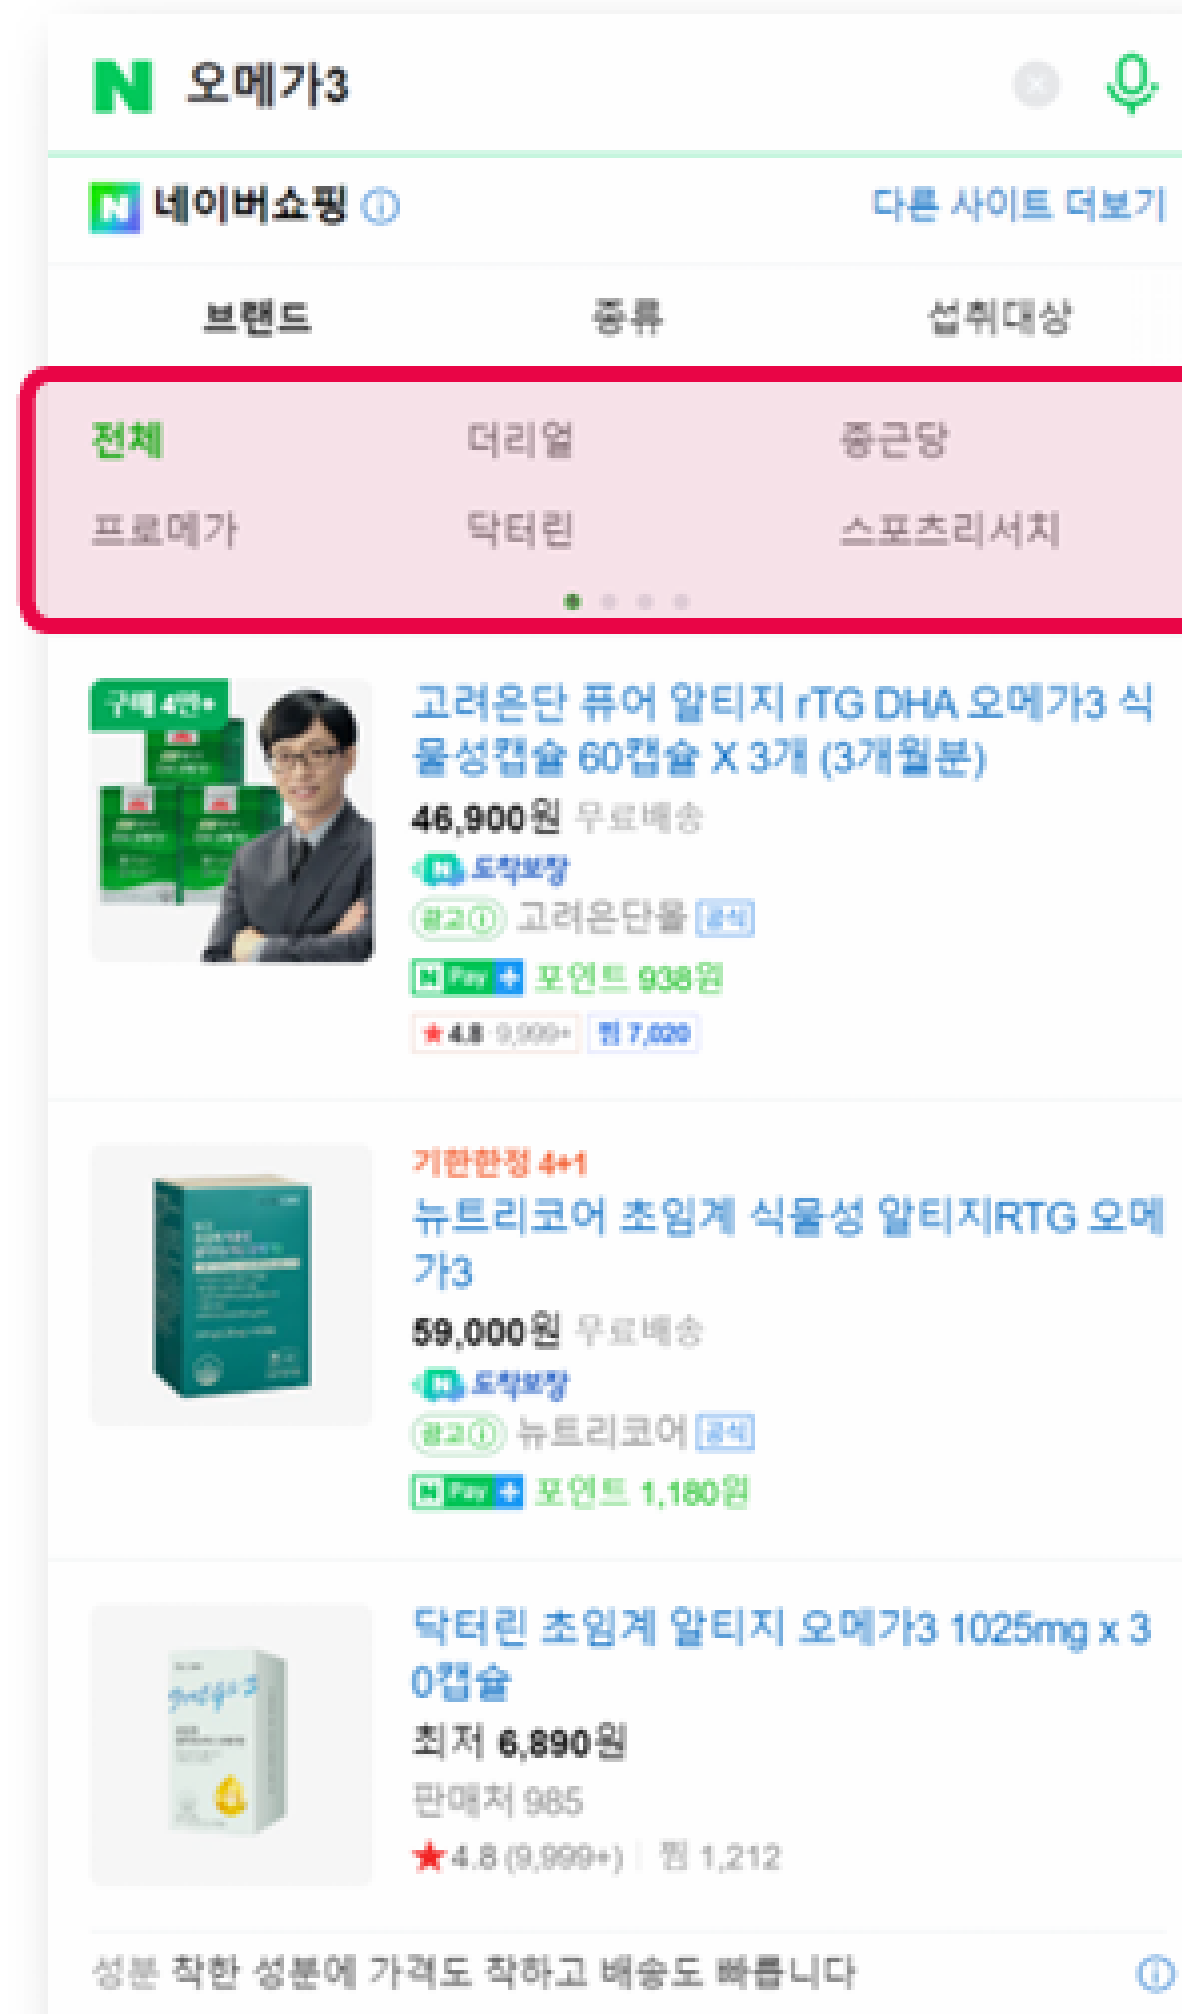 N 오메가3
N 네이버쇼핑 다른 사이트 더보기
브랜드 종류 섭취대상
전체 더리얼 종근당
프로메가 닥터린 스포츠리서치
구매 4만+
고려은단 퓨어 알티지 rTG DHA 오메가3 식
물성캡슐 60캡슐 X 3개 (3개월분)
46,900원 무료배송
N 도착보장
광고 고려은단몰 공식
N Pay + 포인트 938원
★4.8 · 9,999+ 찜 7,020
기한한정 4+1
뉴트리코어 초임계 식물성 알티지RTG 오메
가3
59,000원 무료배송
N 도착보장
광고 뉴트리코어 공식
N Pay + 포인트 1,180원
닥터린 초임계 알티지 오메가3 1025mg x 3
0캡슐
최저 6,890원
판매처 985
★4.8 (9,999+) 찜 1,212
성분 착한 성분에 가격도 착하고 배송도 빠릅니다